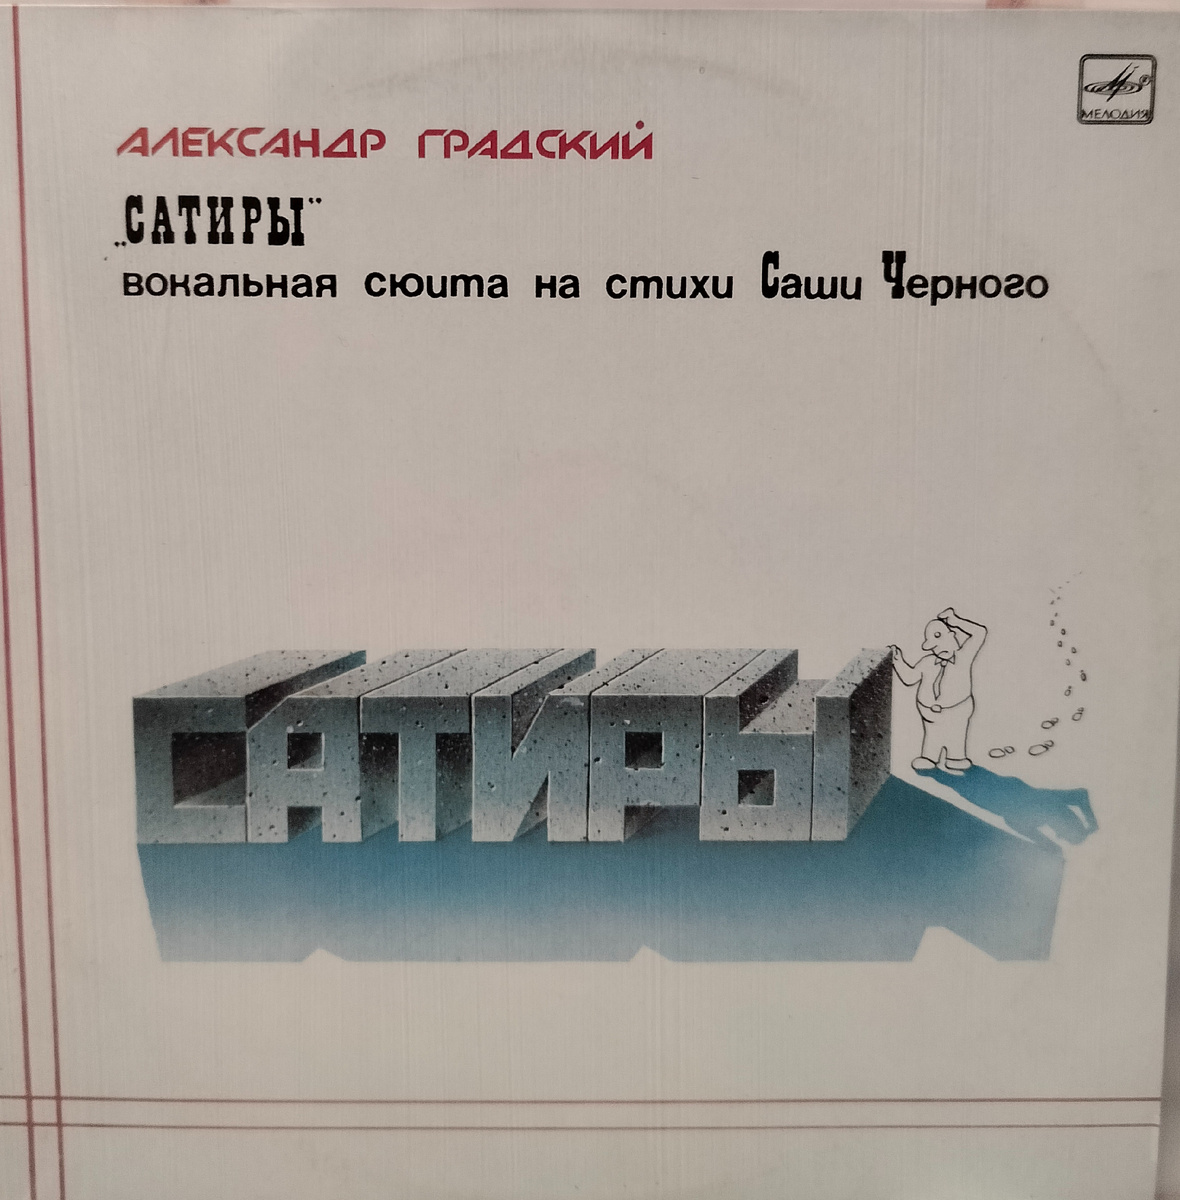 МЕЛОДИЯ
АЛЕКСАНДР ГРАДСКИЙ
„САТИРЫ“
вокальная сюита на стихи Саши Черного
САТИРЫ